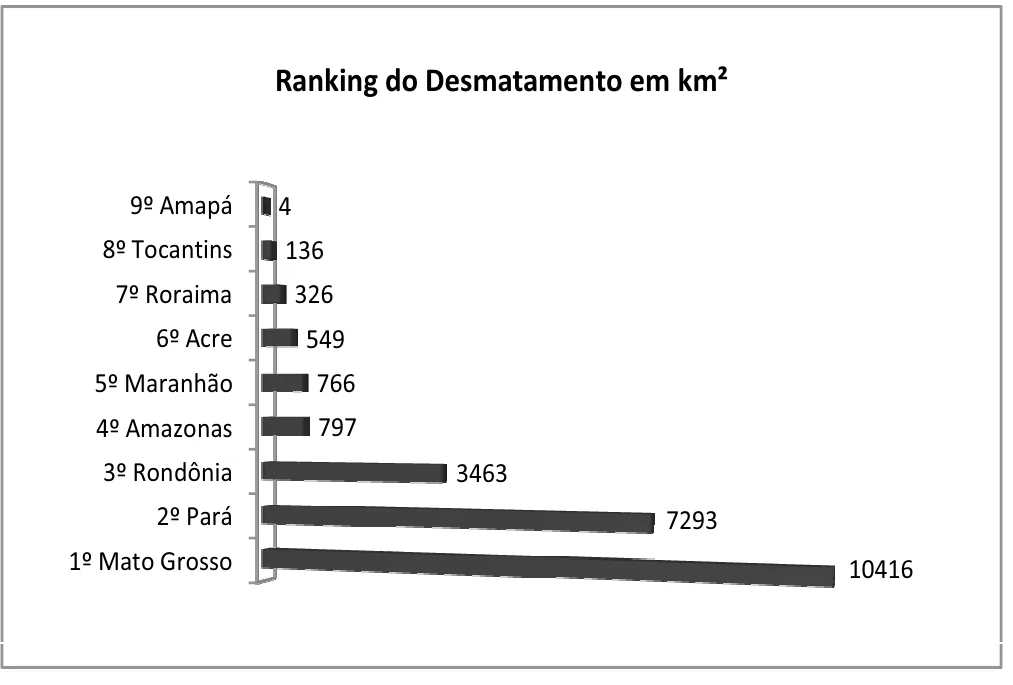 Ranking do Desmatamento em km²
9º Amapá 4
8º Tocantins 136
7º Roraima 326
6º Acre 549
5º Maranhão 766
4º Amazonas 797
3º Rondônia 3463
2º Pará 7293
1º Mato Grosso 10416